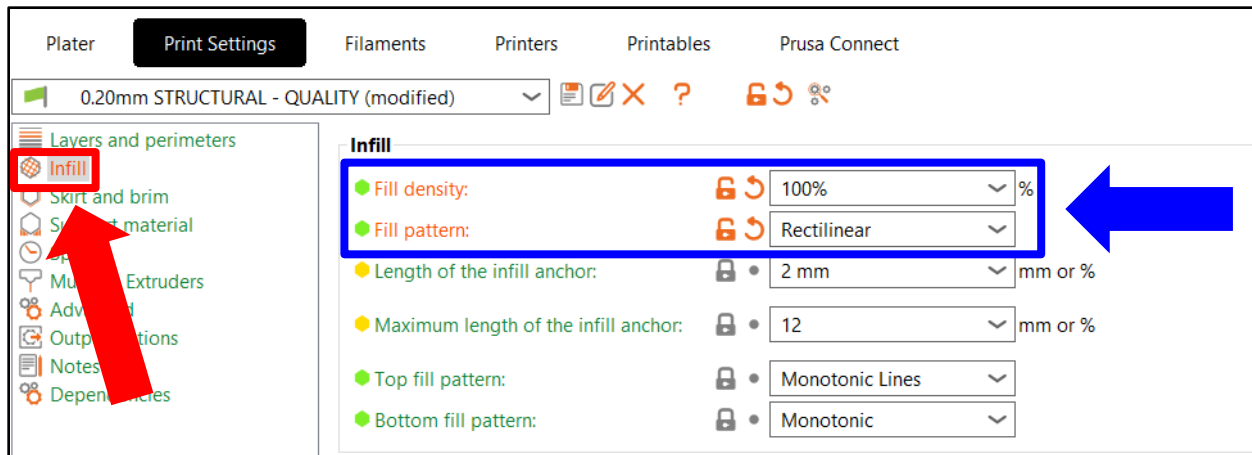 Plater Print Settings Filaments Printers Printables Prusa Connect
0.20mm STRUCTURAL - QUALITY (modified) ?
Layers and perimeters
Infill
Skirt and brim
material
Extruders
Notes
Infill
Fill density: 100% %
Fill pattern: Rectilinear
Length of the infill anchor: 2 mm mm or %
Maximum length of the infill anchor: 12 mm or %
Top fill pattern: Monotonic Lines
Bottom fill pattern: Monotonic